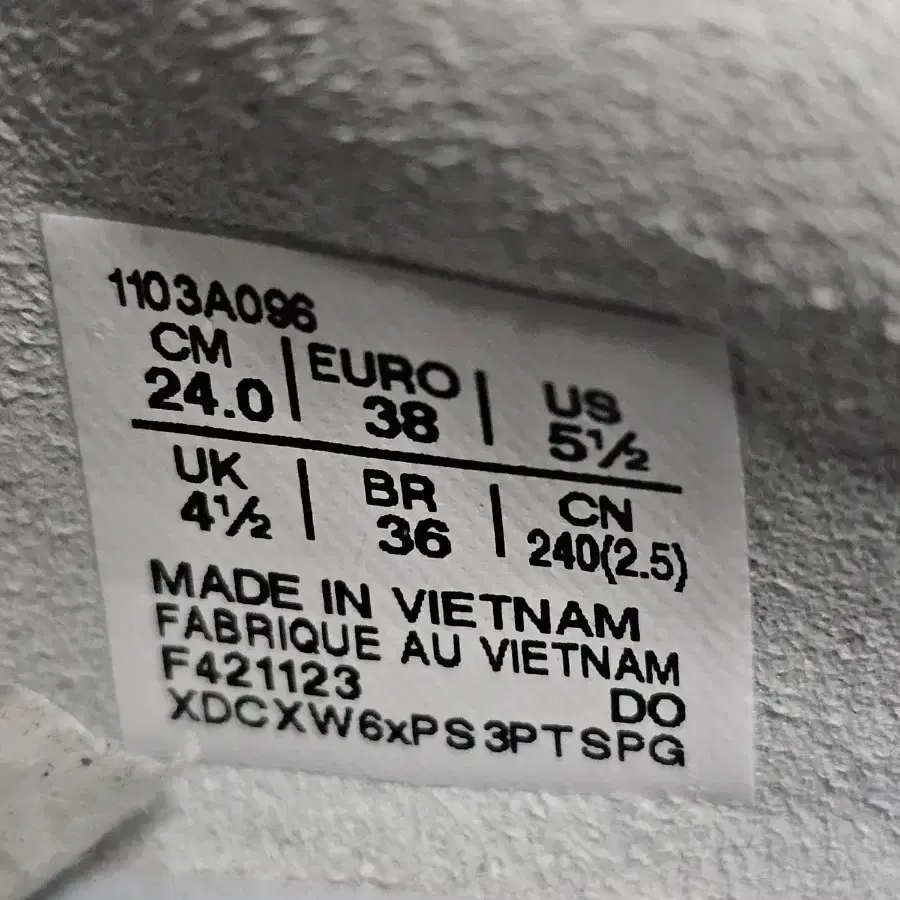 1103A096
CM | EURO | US
24.0 38 5½
UK | BR | CN
4½ 36 240(2.5)
MADE IN VIETNAM
FABRIQUE AU VIETNAM
F421123 DO
XDCXW6xPS3PTSPG